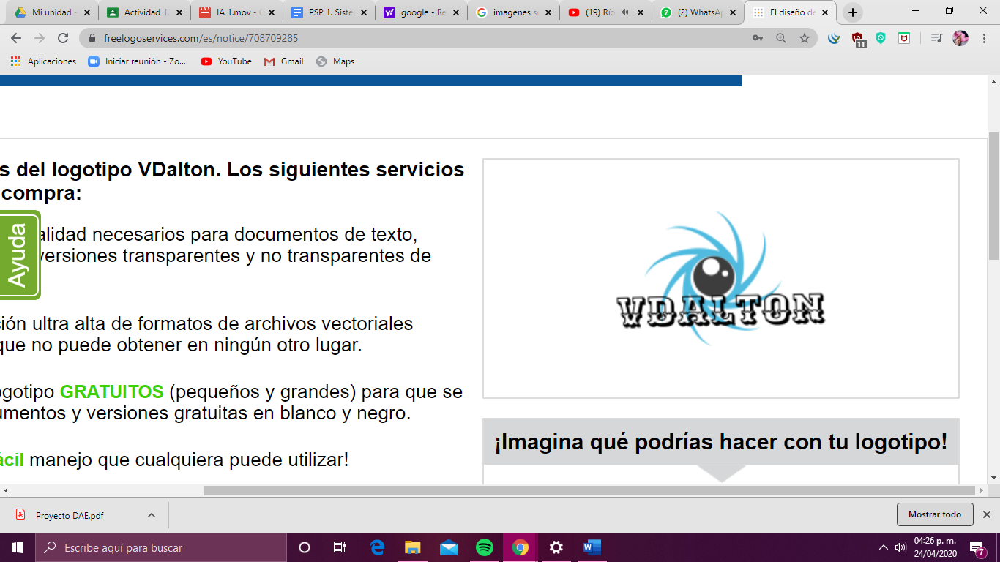 Mi unidad -
Actividad 1.
IA 1.mov - G
PSP 1. Siste
google - Re
imagenes s
(19) Ríc
(2) WhatsAp
El diseño de
freelogoservices.com/es/notice/708709285
11
Aplicaciones
Iniciar reunión - Zo...
YouTube
Gmail
Maps
s del logotipo VDalton. Los siguientes servicios
compra:
Ayuda
alidad necesarios para documentos de texto,
versiones transparentes y no transparentes de
ción ultra alta de formatos de archivos vectoriales
que no puede obtener en ningún otro lugar.
ogotipo GRATUITOS (pequeños y grandes) para que se
umentos y versiones gratuitas en blanco y negro.
ácil manejo que cualquiera puede utilizar!
VDALTON
¡Imagina qué podrías hacer con tu logotipo!
Proyecto DAE.pdf
Mostrar todo
Escribe aquí para buscar
04:26 p. m.
24/04/2020
7